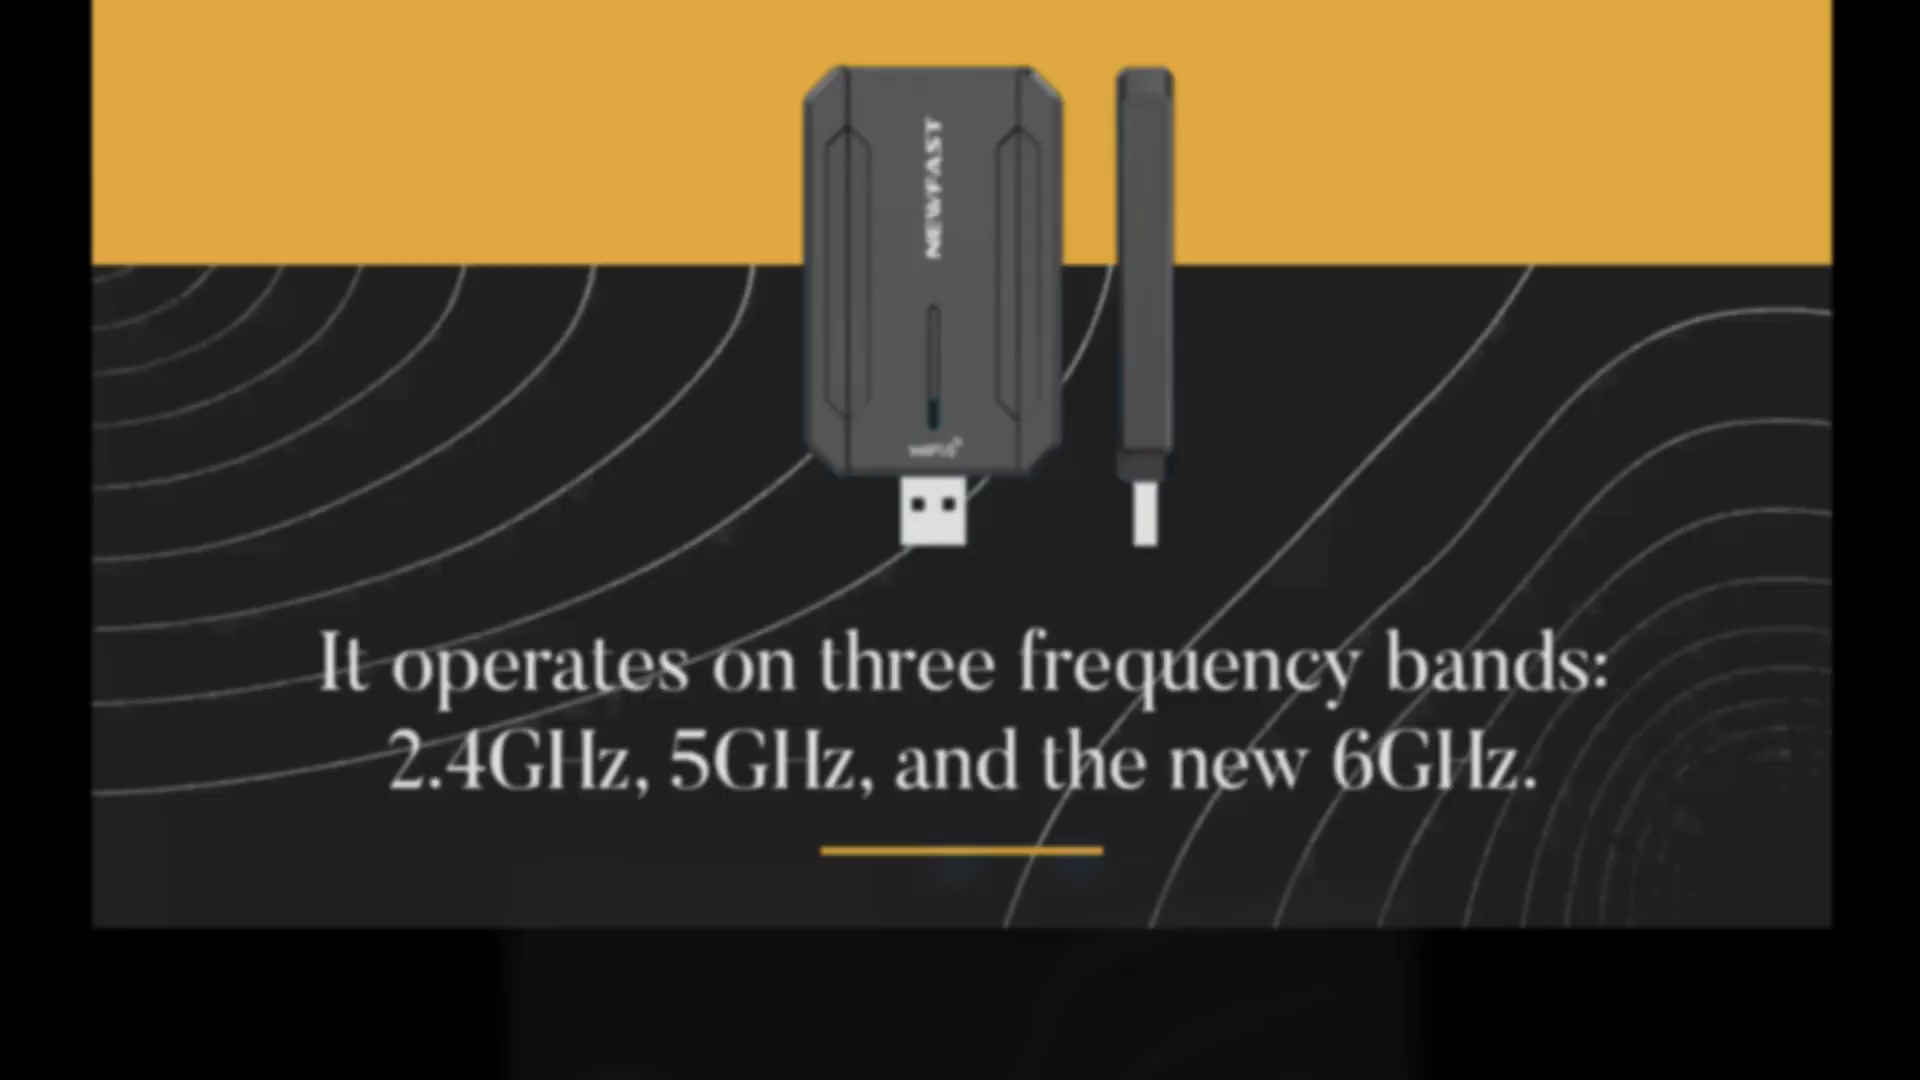 NEWFAST
It operates on three frequency bands:
2.4GHz, 5GHz, and the new 6GHz.